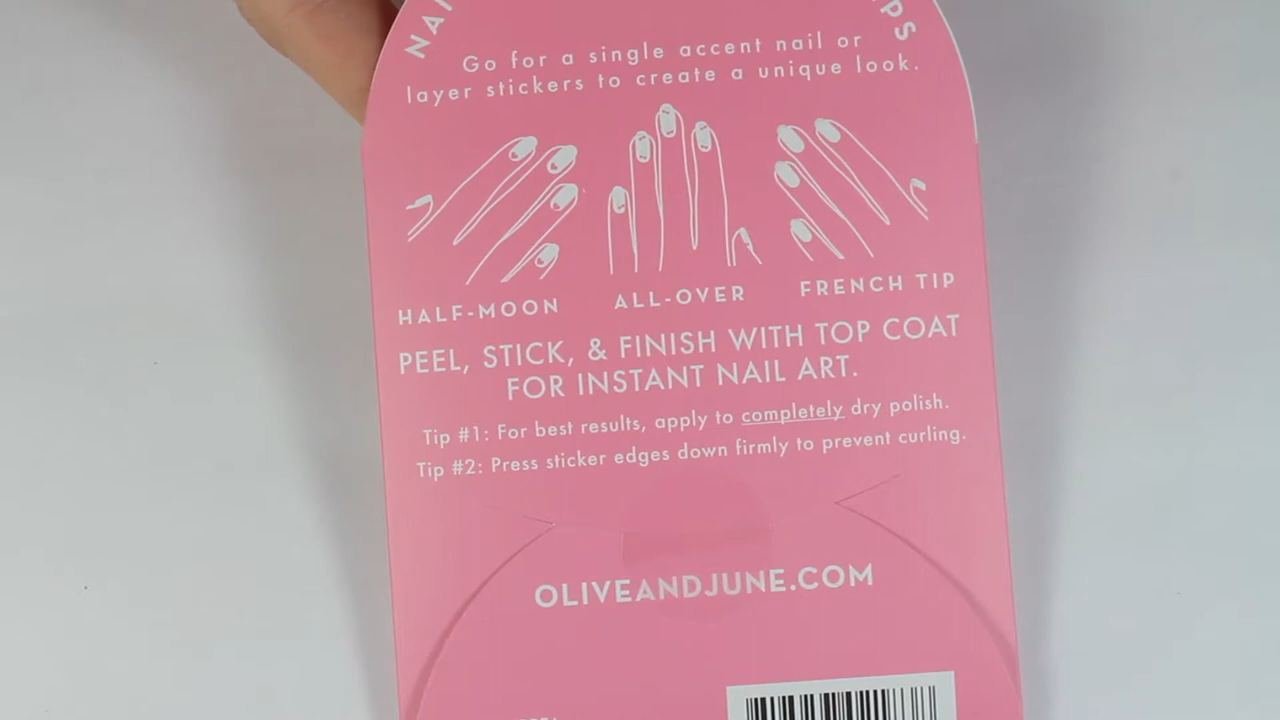 Go for a single accent nail or
layer stickers to create a unique look.
HALF-MOON
ALL-OVER
FRENCH TIP
PEEL, STICK, & FINISH WITH TOP COAT
FOR INSTANT NAIL ART.
Tip #1: For best results, apply to completely dry polish.
Tip #2: Press sticker edges down firmly to prevent curling.
OLIVEANDJUNE.COM